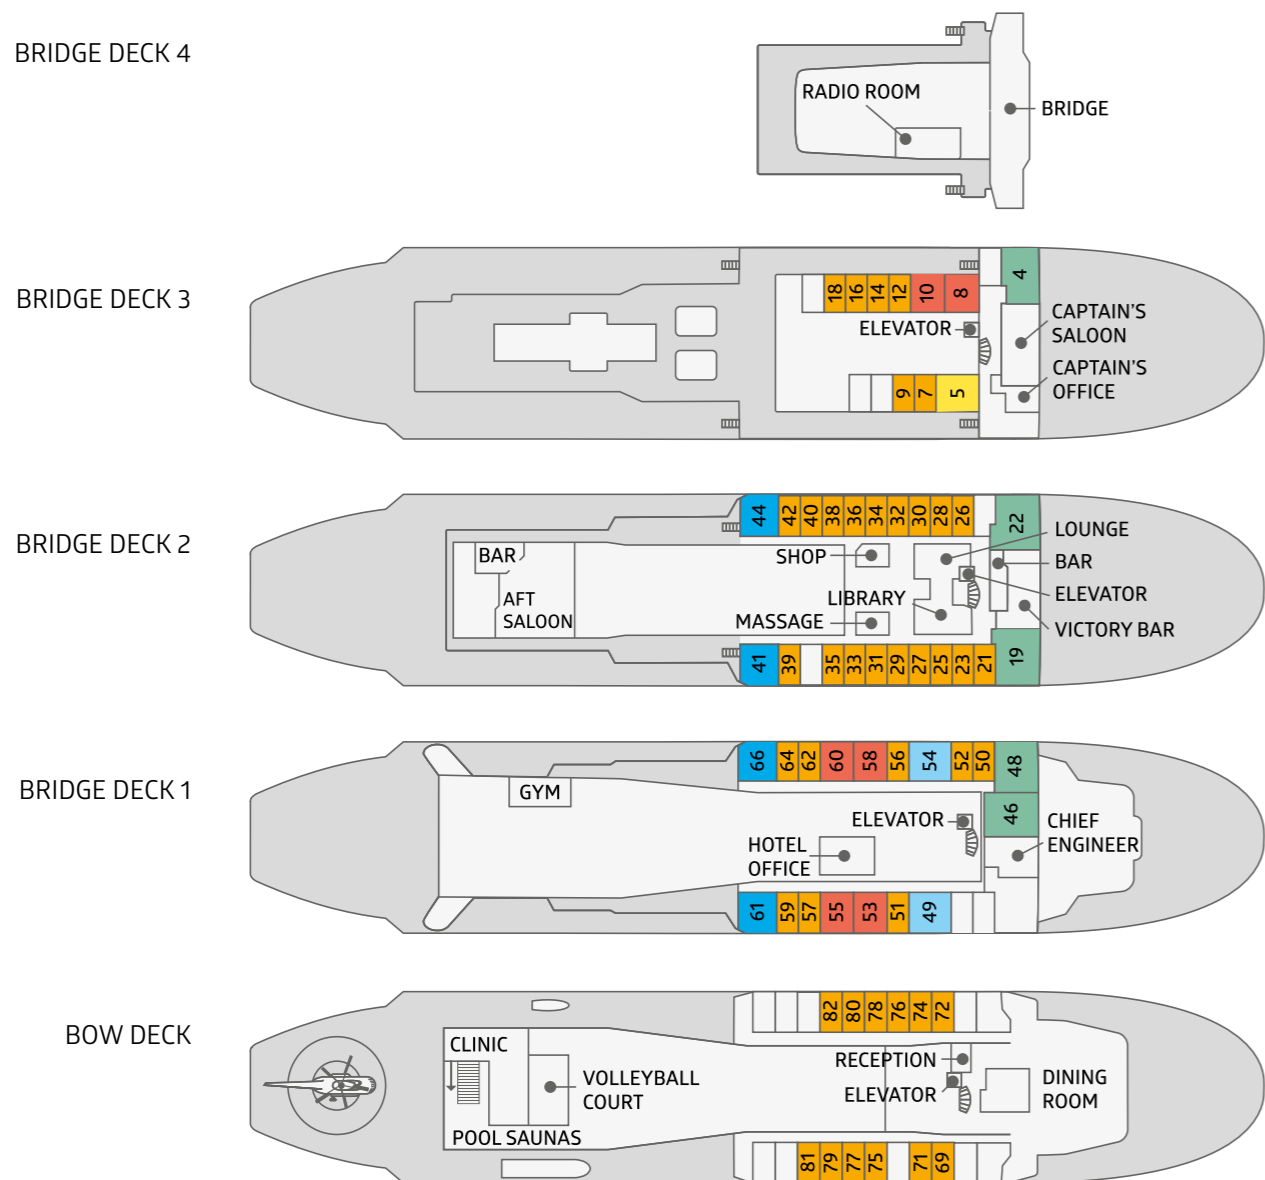 BRIDGE DECK 4
RADIO ROOM
BRIDGE
BRIDGE DECK 3
18 16 14 12 10 8 4
ELEVATOR
CAPTAIN'S
SALOON
CAPTAIN'S
OFFICE
9 7 5
BRIDGE DECK 2
44 42 40 38 36 34 32 30 28 26 22
BAR
AFT
SALOON
SHOP
LIBRARY
MASSAGE
LOUNGE
BAR
ELEVATOR
VICTORY BAR
41 39 35 33 31 29 27 25 23 21 19
BRIDGE DECK 1
66 64 62 60 58 56 54 52 50 48
46
GYM
ELEVATOR
HOTEL
OFFICE
CHIEF
ENGINEER
61 59 57 55 53 51 49
BOW DECK
82 80 78 76 74 72
CLINIC
VOLLEYBALL
COURT
POOL SAUNAS
RECEPTION
ELEVATOR
DINING
ROOM
81 79 77 75 71 69